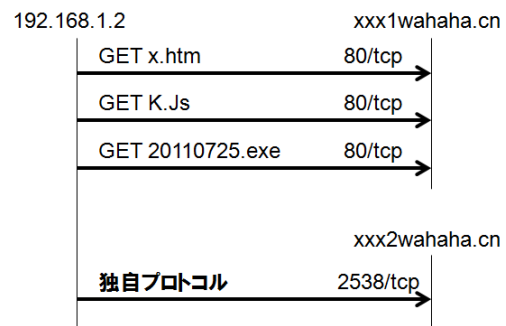 192.168.1.2 xxx1wahaha.cn
GET x.htm 80/tcp
GET K.Js 80/tcp
GET 20110725.exe 80/tcp
xxx2wahaha.cn
独自プロトコル 2538/tcp